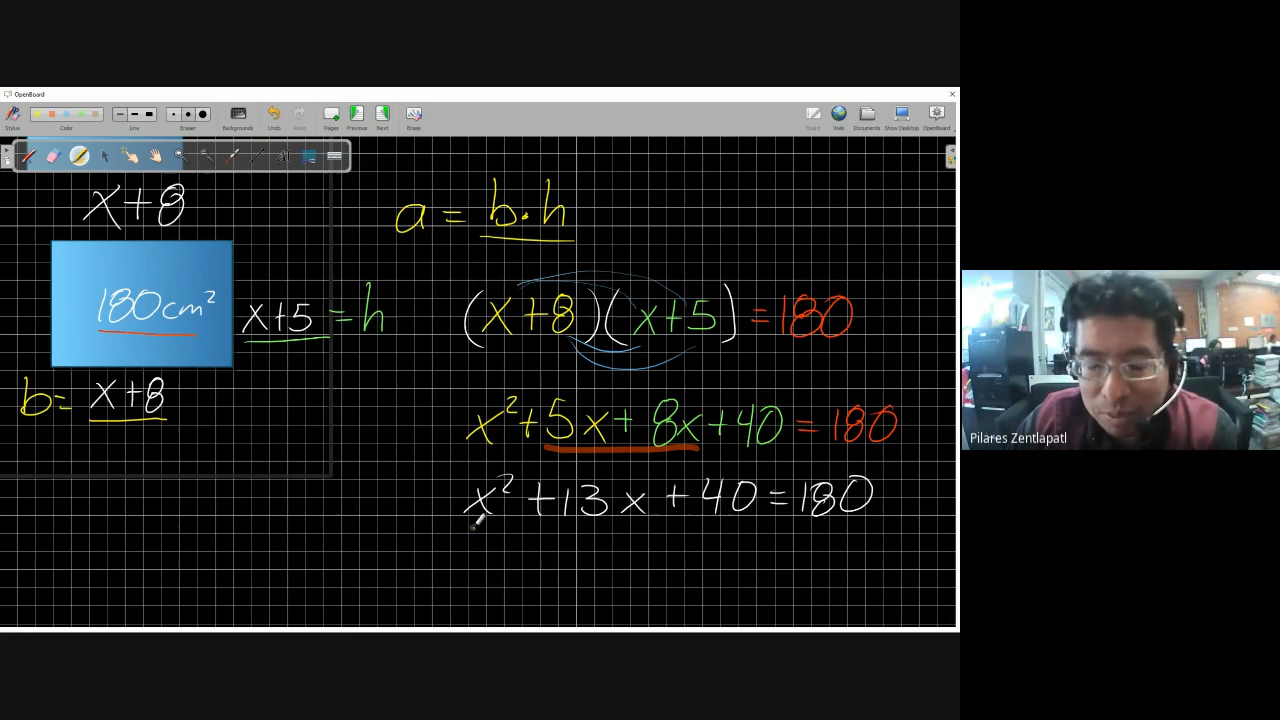 OpenBoard
Stylus Color Line Eraser Backgrounds Undo Redo Pages Previous Next Erase Board Web Documents Show Desktop OpenBoard
x+8
180cm²
x+5 = h
b= x+8
a = b·h
(x+8)(x+5)=180
x²+5x+8x+40=180
x²+13x+40=180
Pilares Zentlapatl